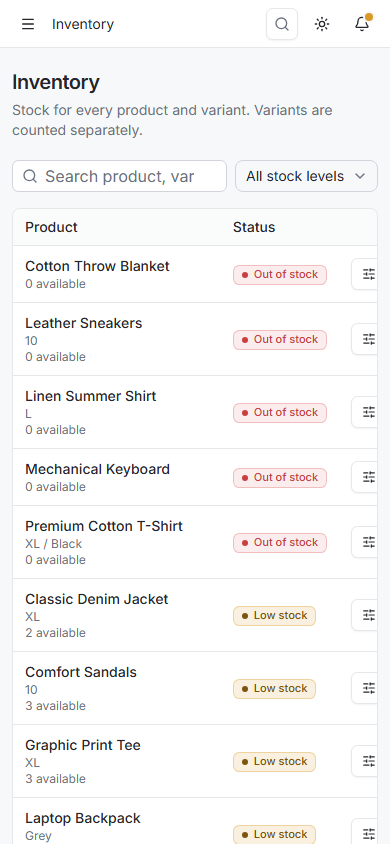 Inventory
Inventory
Stock for every product and variant. Variants are
counted separately.
Search product, var
All stock levels
Product Status
Cotton Throw Blanket
0 available
Out of stock
Leather Sneakers
10
0 available
Out of stock
Linen Summer Shirt
L
0 available
Out of stock
Mechanical Keyboard
0 available
Out of stock
Premium Cotton T-Shirt
XL / Black
0 available
Out of stock
Classic Denim Jacket
XL
2 available
Low stock
Comfort Sandals
10
3 available
Low stock
Graphic Print Tee
XL
3 available
Low stock
Laptop Backpack
Grey
Low stock